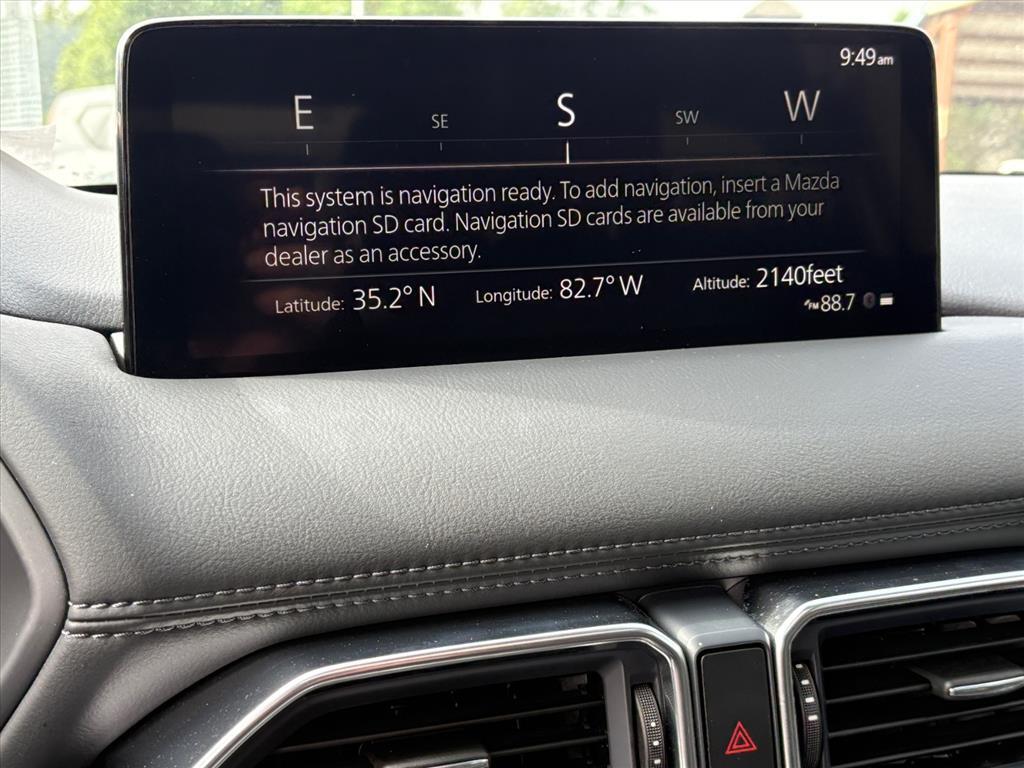 9:49am
E SE S SW W
This system is navigation ready. To add navigation, insert a Mazda
navigation SD card. Navigation SD cards are available from your
dealer as an accessory.
Latitude: 35.2° N Longitude: 82.7° W Altitude: 2140feet
FM 88.7